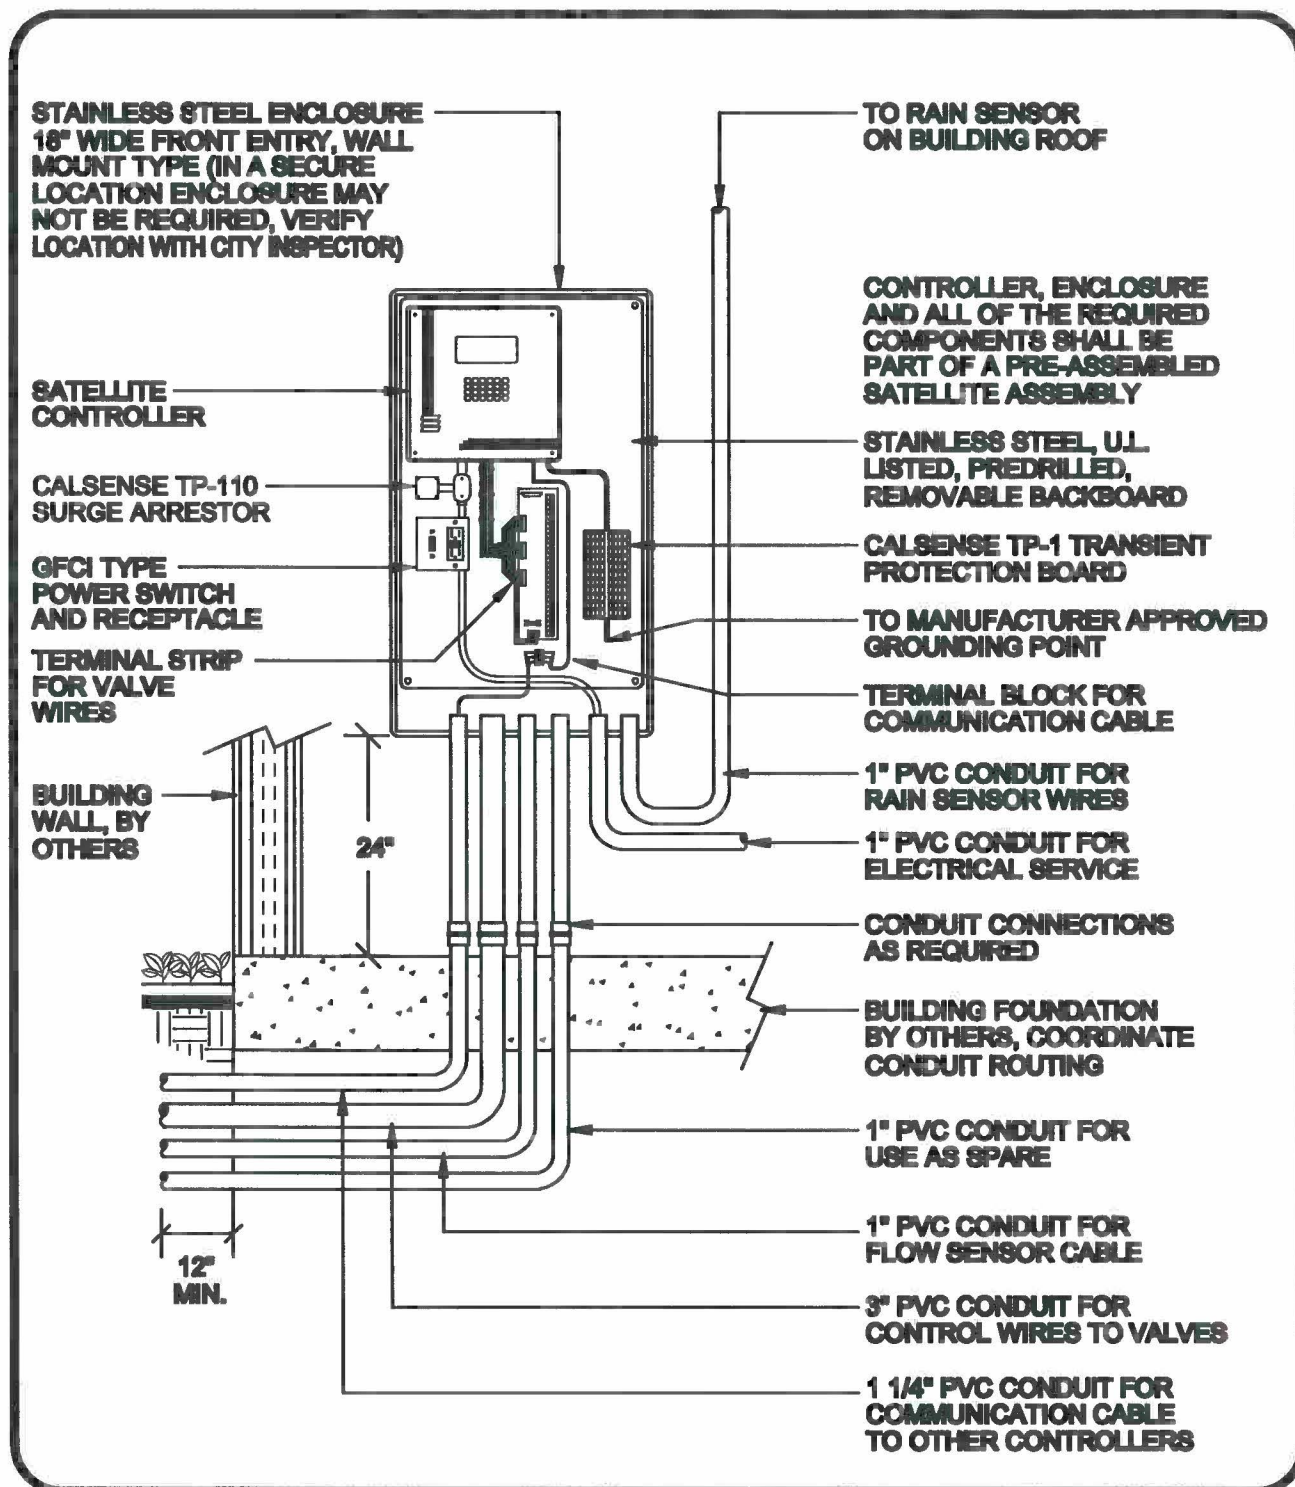 STAINLESS STEEL ENCLOSURE
18" WIDE FRONT ENTRY, WALL
MOUNT TYPE (IN A SECURE
LOCATION ENCLOSURE MAY
NOT BE REQUIRED, VERIFY
LOCATION WITH CITY INSPECTOR)
SATELLITE
CONTROLLER
CALSENSE TP-110
SURGE ARRESTOR
GFCI TYPE
POWER SWITCH
AND RECEPTACLE
TERMINAL STRIP
FOR VALVE
WIRES
BUILDING
WALL, BY
OTHERS
24"
12"
MIN.
TO RAIN SENSOR
ON BUILDING ROOF
CONTROLLER, ENCLOSURE
AND ALL OF THE REQUIRED
COMPONENTS SHALL BE
PART OF A PRE-ASSEMBLED
SATELLITE ASSEMBLY
STAINLESS STEEL, U.L.
LISTED, PREDRILLED,
REMOVABLE BACKBOARD
CALSENSE TP-1 TRANSIENT
PROTECTION BOARD
TO MANUFACTURER APPROVED
GROUNDING POINT
TERMINAL BLOCK FOR
COMMUNICATION CABLE
1" PVC CONDUIT FOR
RAIN SENSOR WIRES
1" PVC CONDUIT FOR
ELECTRICAL SERVICE
CONDUIT CONNECTIONS
AS REQUIRED
BUILDING FOUNDATION
BY OTHERS, COORDINATE
CONDUIT ROUTING
1" PVC CONDUIT FOR
USE AS SPARE
1" PVC CONDUIT FOR
FLOW SENSOR CABLE
3" PVC CONDUIT FOR
CONTROL WIRES TO VALVES
1 1/4" PVC CONDUIT FOR
COMMUNICATION CABLE
TO OTHER CONTROLLERS